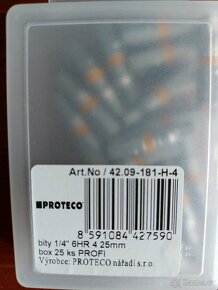 Art.No / 42.09-181-H-4
PROTECO
8 591084 427590
bity 1/4" 6HR 4 25mm
box 25 ks PROFI
Výrobce: PROTECO nářadí s.r.o.